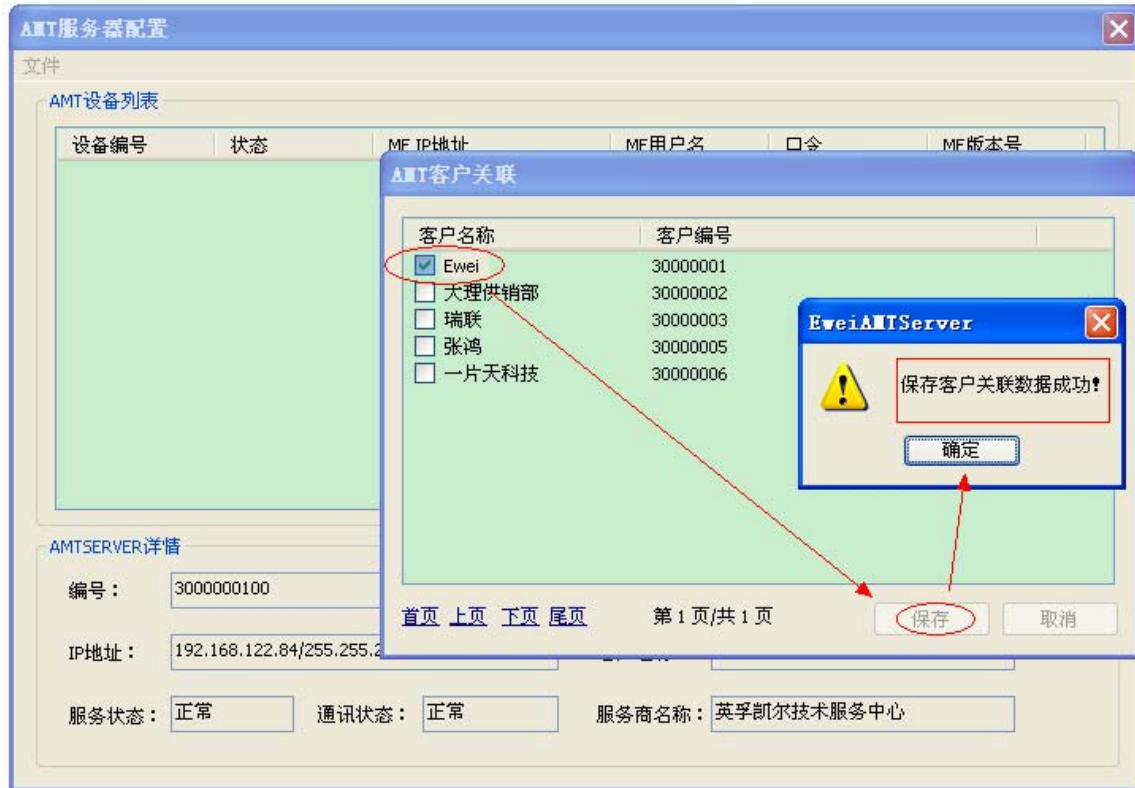 AMT服务器配置
文件
AMT设备列表
设备编号 状态 ME IP地址 ME用户名 口令 ME版本号
AMT客户关联
客户名称 客户编号
Ewei 30000001
大理供销部 30000002
瑞联 30000003
张鸿 30000005
一片天科技 30000006
EweiAMTServer
保存客户关联数据成功!
确定
首页 上页 下页 尾页 第 1 页/共 1 页 保存 取消
AMTSERVER详情
编号: 3000000100
IP地址: 192.168.122.84/255.255.2
服务状态: 正常 通讯状态: 正常 服务商名称: 英孚凯尔技术服务中心